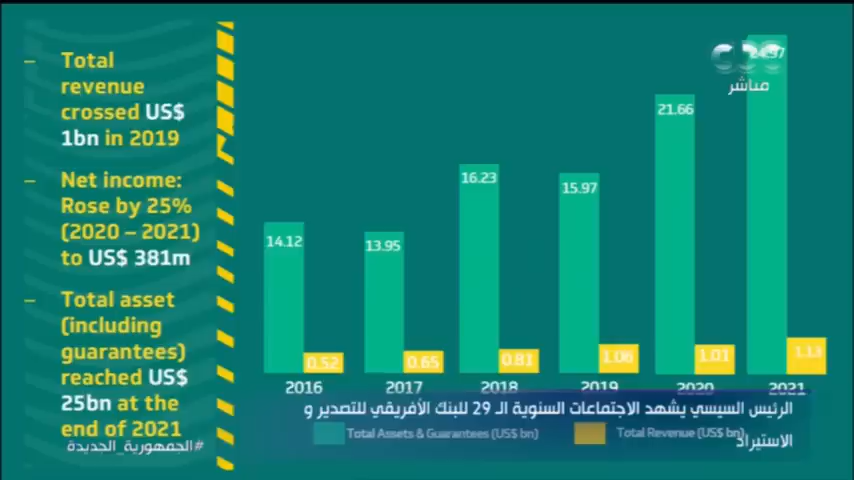 – Total
revenue
crossed US$
1bn in 2019
– Net income:
Rose by 25%
(2020 – 2021)
to US$ 381m
– Total asset
(including
guarantees)
reached US$
25bn at the
end of 2021
#الجمهورية_الجديدة
cbc
مباشر
14.12
13.95
16.23
15.97
21.66
0.52
0.65
0.81
1.06
1.01
1.13
2016 2017 2018 2019 2020 2021
الرئيس السيسي يشهد الاجتماعات السنوية الـ 29 للبنك الأفريقي للتصدير و
الاستيراد
Total Assets & Guarantees (US$ bn) Total Revenue (US$ bn)